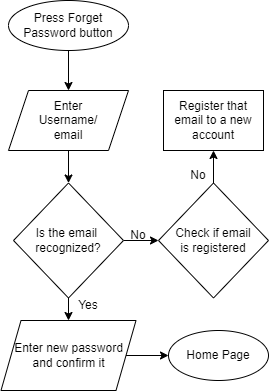 Press Forget
Password button
Enter
Username/
email
Register that
email to a new
account
No
Is the email
recognized?
No
Check if email
is registered
Yes
Enter new password
and confirm it
Home Page